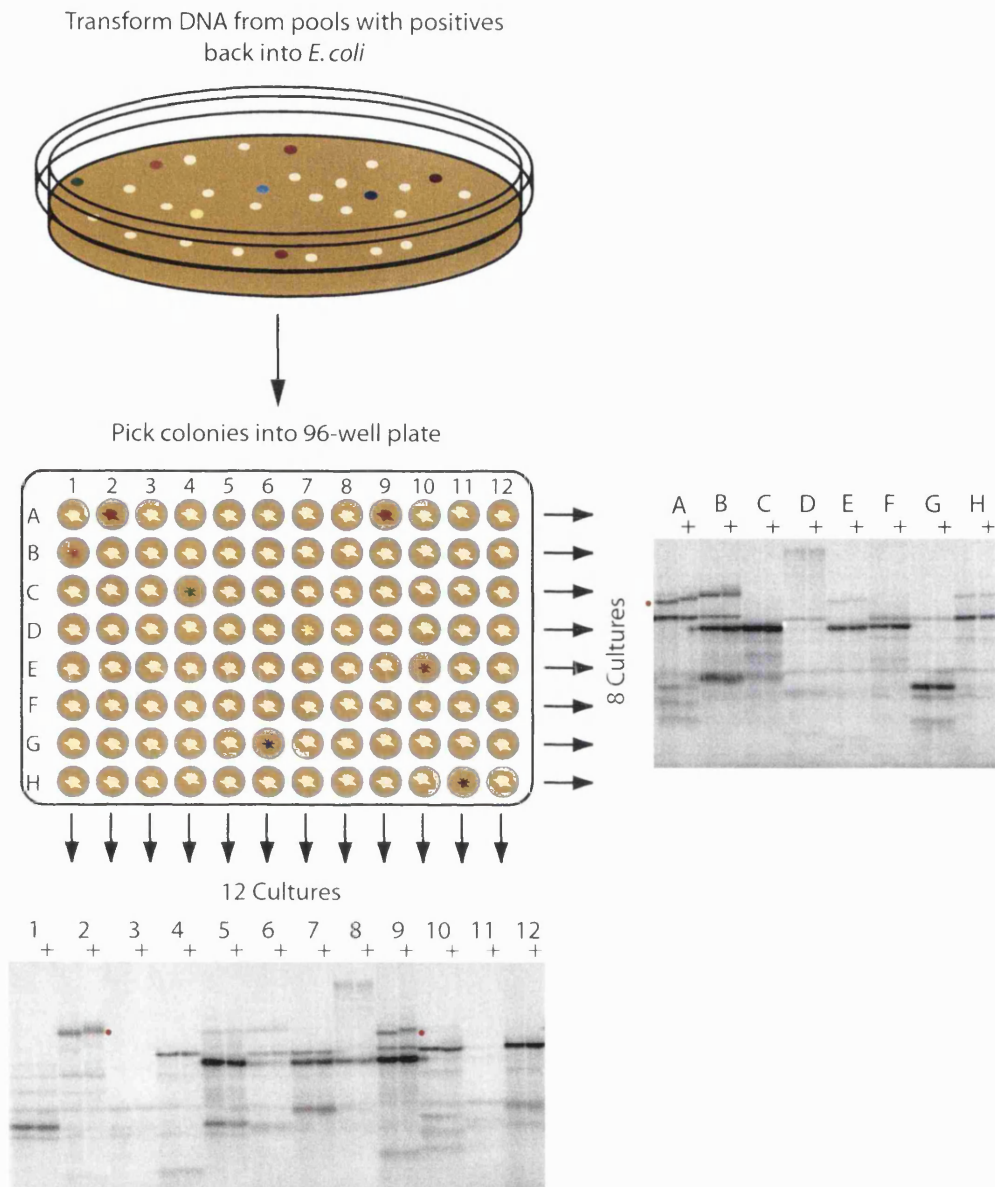 Transform DNA from pools with positives
back into E. coli
Pick colonies into 96-well plate
1 2 3 4 5 6 7 8 9 10 11 12
A
B
C
D
E
F
G
H
A B C D E F G H
+ + + + + + + +
8 Cultures
12 Cultures
1 2 3 4 5 6 7 8 9 10 11 12
+ + + + + + + + + + + +